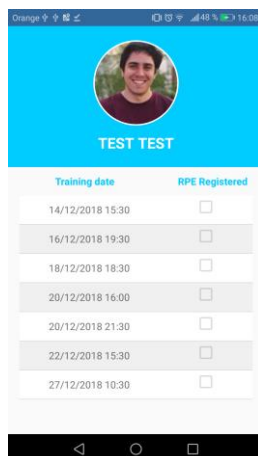 Orange 48 % 16:08
TEST TEST
Training date RPE Registered
14/12/2018 15:30
16/12/2018 19:30
18/12/2018 18:30
20/12/2018 16:00
20/12/2018 21:30
22/12/2018 15:30
27/12/2018 10:30